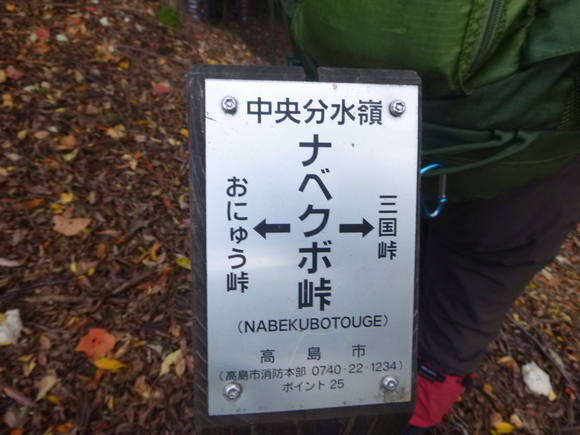 中央分水嶺
ナベクボ峠
おにゅう峠
三国峠
(NABEKUBOTOUGE)
高島市
(高島市消防本部 0740-22-1234)
ポイント 25